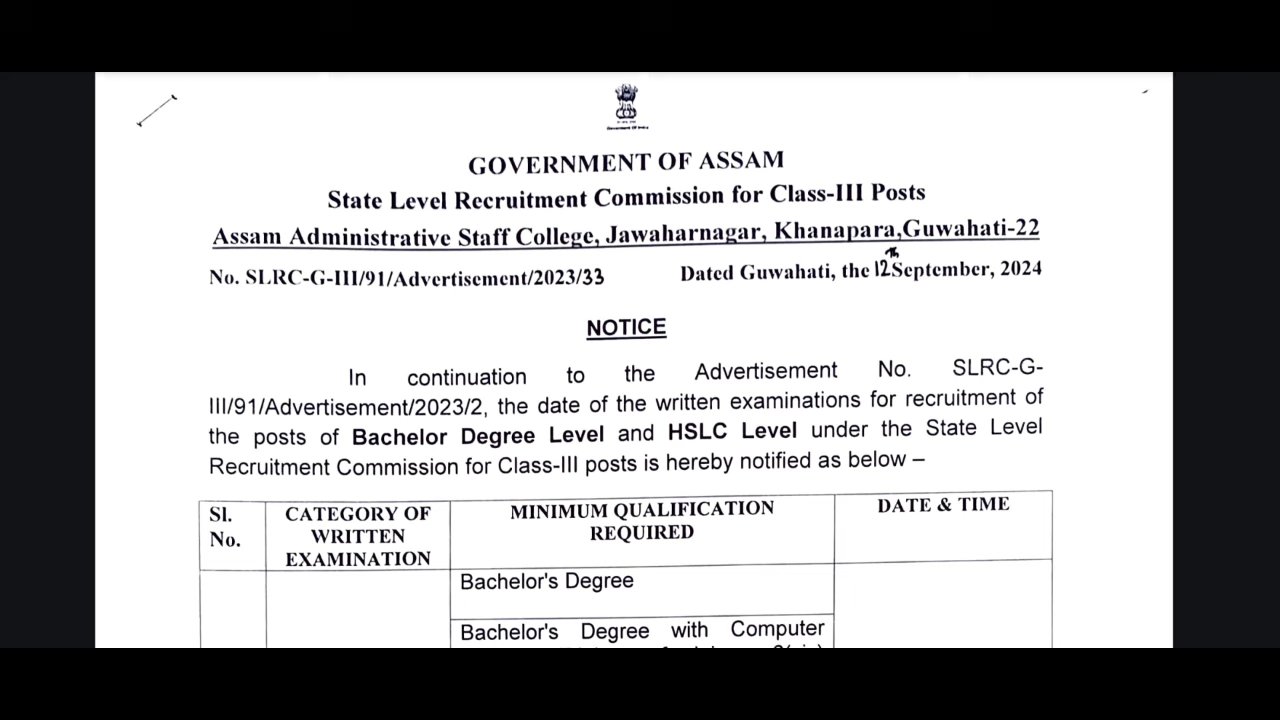 Government Of India
GOVERNMENT OF ASSAM
State Level Recruitment Commission for Class-III Posts
Assam Administrative Staff College, Jawaharnagar, Khanapara,Guwahati-22
No. SLRC-G-III/91/Advertisement/2023/33 Dated Guwahati, the 12th September, 2024
NOTICE
In continuation to the Advertisement No. SLRC-G-
III/91/Advertisement/2023/2, the date of the written examinations for recruitment of
the posts of Bachelor Degree Level and HSLC Level under the State Level
Recruitment Commission for Class-III posts is hereby notified as below –
Sl. No. CATEGORY OF WRITTEN EXAMINATION MINIMUM QUALIFICATION REQUIRED DATE & TIME
Bachelor's Degree
Bachelor's Degree with Computer